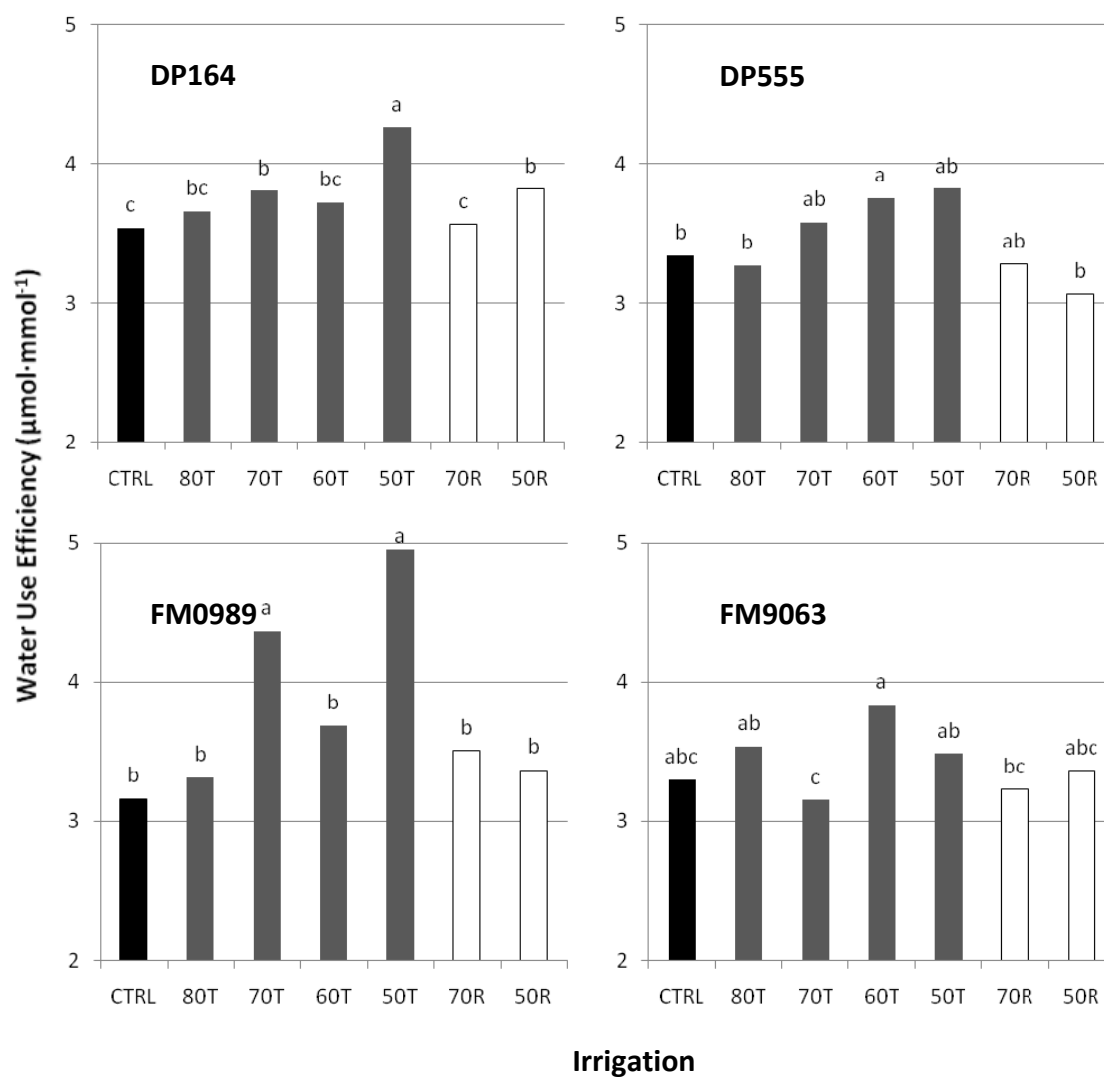 Water Use Efficiency (µmol·mmol⁻¹)
DP164
5
4
3
2
c
bc
b
bc
a
c
b
CTRL 80T 70T 60T 50T 70R 50R
DP555
5
4
3
2
b
b
ab
a
ab
ab
b
CTRL 80T 70T 60T 50T 70R 50R
FM0989
5
4
3
2
b
b
a
b
a
b
b
CTRL 80T 70T 60T 50T 70R 50R
FM9063
5
4
3
2
abc
ab
c
a
ab
bc
abc
CTRL 80T 70T 60T 50T 70R 50R
Irrigation